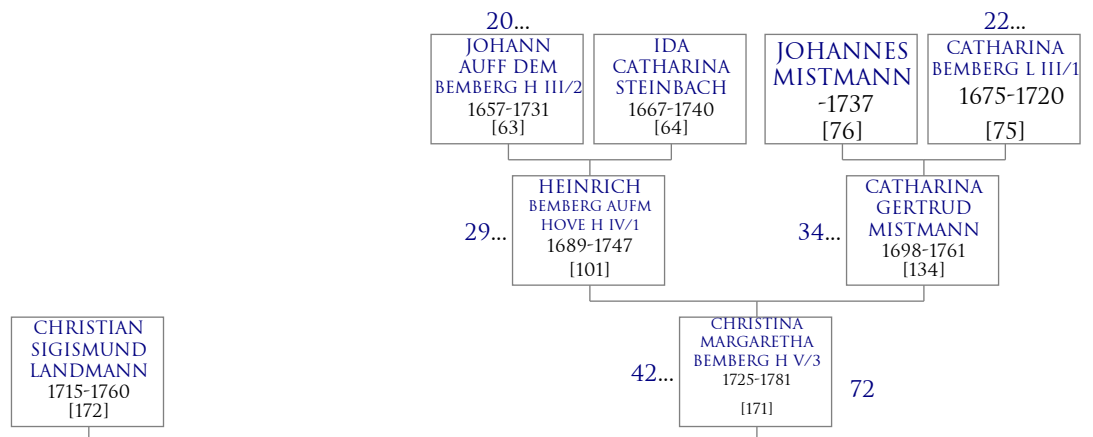 20...
22...
JOHANN
AUFF DEM
BEMBERG H III/2
1657-1731
[63]
IDA
CATHARINA
STEINBACH
1667-1740
[64]
JOHANNES
MISTMANN
-1737
[76]
CATHARINA
BEMBERG L III/1
1675-1720
[75]
29...
HEINRICH
BEMBERG AUFM
HOVE H IV/1
1689-1747
[101]
34...
CATHARINA
GERTRUD
MISTMANN
1698-1761
[134]
CHRISTIAN
SIGISMUND
LANDMANN
1715-1760
[172]
42...
CHRISTINA
MARGARETHA
BEMBERG H V/3
1725-1781
[171]
72